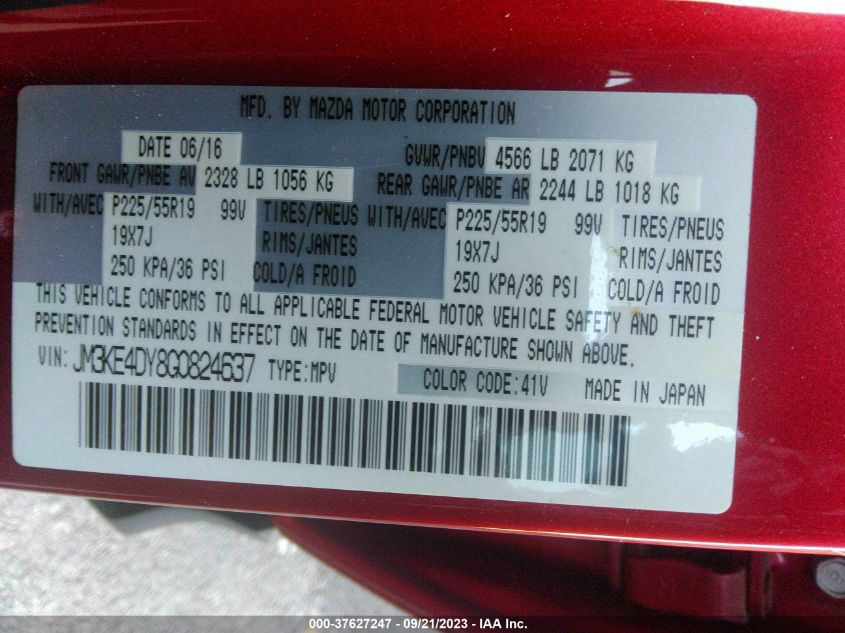 MFD. BY MAZDA MOTOR CORPORATION
DATE 06/16 GVWR/PNBV 4566 LB 2071 KG
FRONT GAWR/PNBE AV 2328 LB 1056 KG REAR GAWR/PNBE AR 2244 LB 1018 KG
WITH/AVEC P225/55R19 99V TIRES/PNEUS WITH/AVEC P225/55R19 99V TIRES/PNEUS
19X7J RIMS/JANTES 19X7J RIMS/JANTES
250 KPA/36 PSI COLD/A FROID 250 KPA/36 PSI COLD/A FROID
THIS VEHICLE CONFORMS TO ALL APPLICABLE FEDERAL MOTOR VEHICLE SAFETY AND THEFT
PREVENTION STANDARDS IN EFFECT ON THE DATE OF MANUFACTURE SHOWN ABOVE.
VIN: JM3KE4DY8G0824637 TYPE:MPV COLOR CODE:41V MADE IN JAPAN
000-37627247 - 09/21/2023 - IAA Inc.